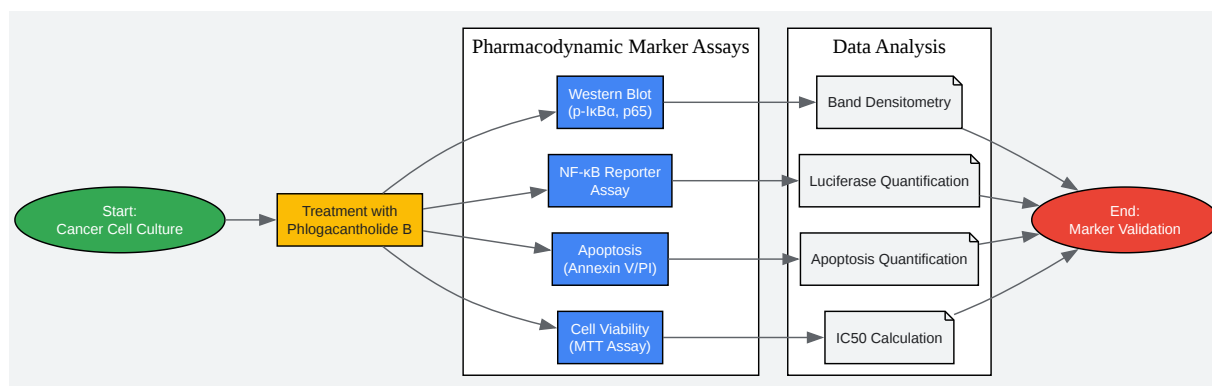 Pharmacodynamic Marker Assays
Data Analysis
Start:
Cancer Cell Culture
Treatment with
Phlogacantholide B
Western Blot
(p-IκBα, p65)
NF-κB Reporter
Assay
Apoptosis
(Annexin V/PI)
Cell Viability
(MTT Assay)
Band Densitometry
Luciferase Quantification
Apoptosis Quantification
IC50 Calculation
End:
Marker Validation